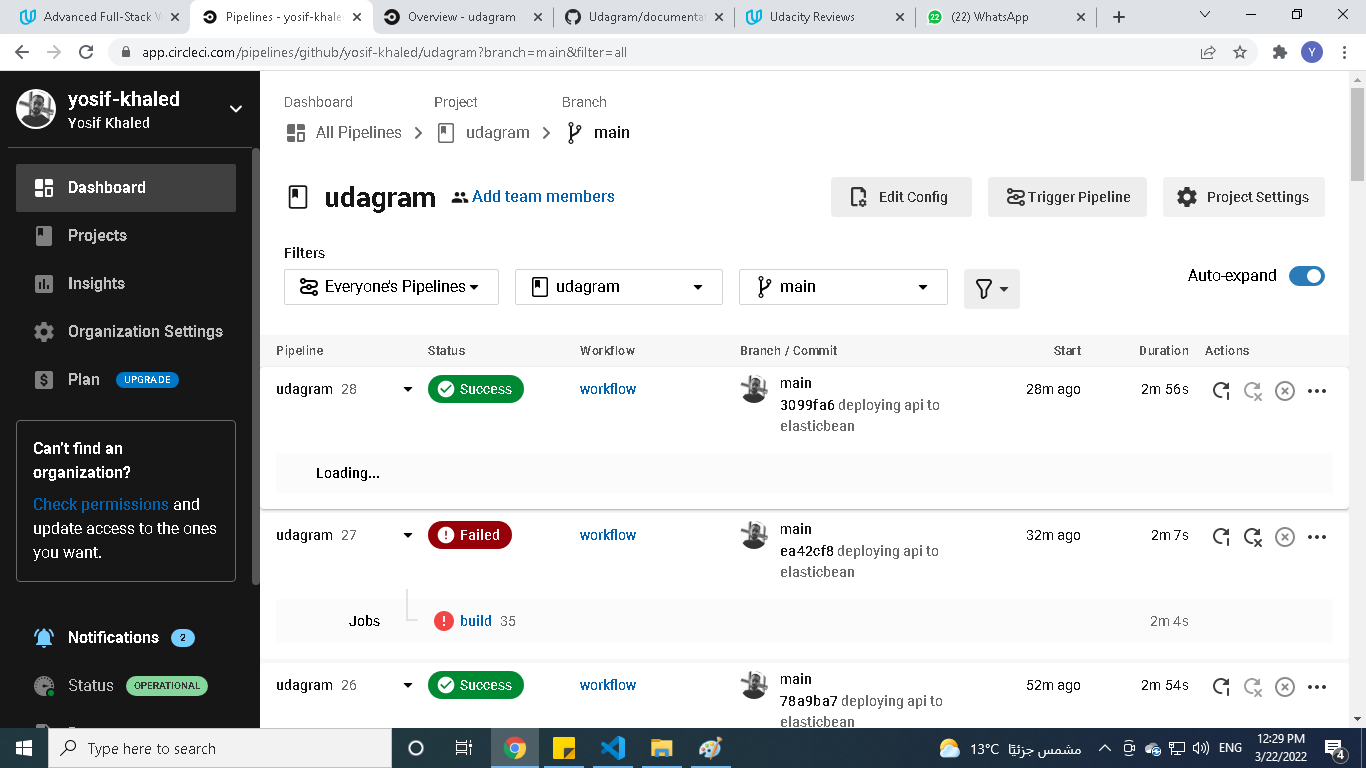 Advanced Full-Stack W
Pipelines - yosif-khale
Overview - udagram
Udagram/documenta
Udacity Reviews
22
(22) WhatsApp
app.circleci.com/pipelines/github/yosif-khaled/udagram?branch=main&filter=all
Y
yosif-khaled
Yosif Khaled
Dashboard
Projects
Insights
Organization Settings
Plan UPGRADE
Can't find an
organization?
Check permissions and
update access to the ones
you want.
Notifications 2
Status OPERATIONAL
Dashboard Project Branch
All Pipelines udagram main
udagram Add team members
Edit Config Trigger Pipeline Project Settings
Filters
Everyone's Pipelines udagram main
Auto-expand
Pipeline Status Workflow Branch / Commit Start Duration Actions
udagram 28 Success workflow main 28m ago 2m 56s
3099fa6 deploying api to
elasticbean
Loading...
udagram 27 Failed workflow main 32m ago 2m 7s
ea42cf8 deploying api to
elasticbean
Jobs build 35 2m 4s
udagram 26 Success workflow main 52m ago 2m 54s
78a9ba7 deploying api to
elasticbean
Type here to search
13°C مشمس جزئيًا
ENG
12:29 PM
3/22/2022
4